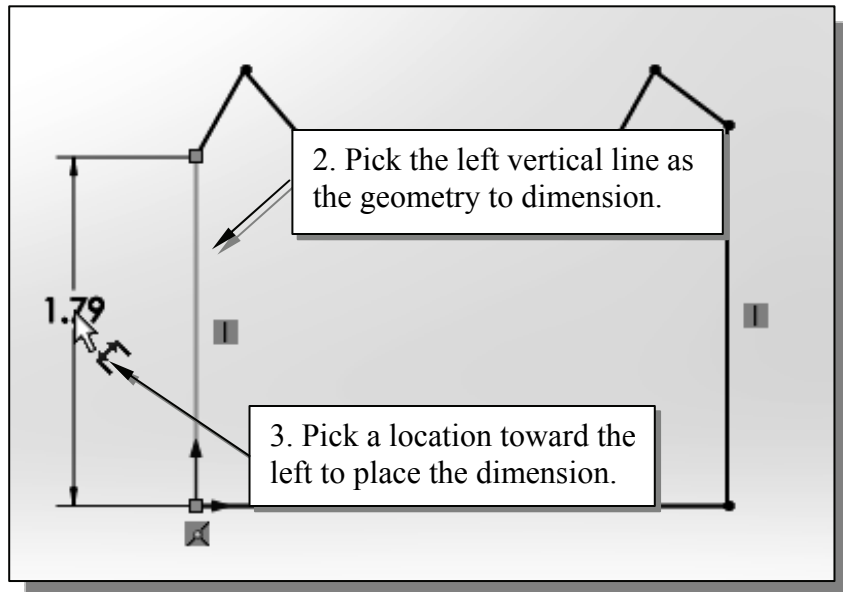 2. Pick the left vertical line as
the geometry to dimension.
1.79
3. Pick a location toward the
left to place the dimension.